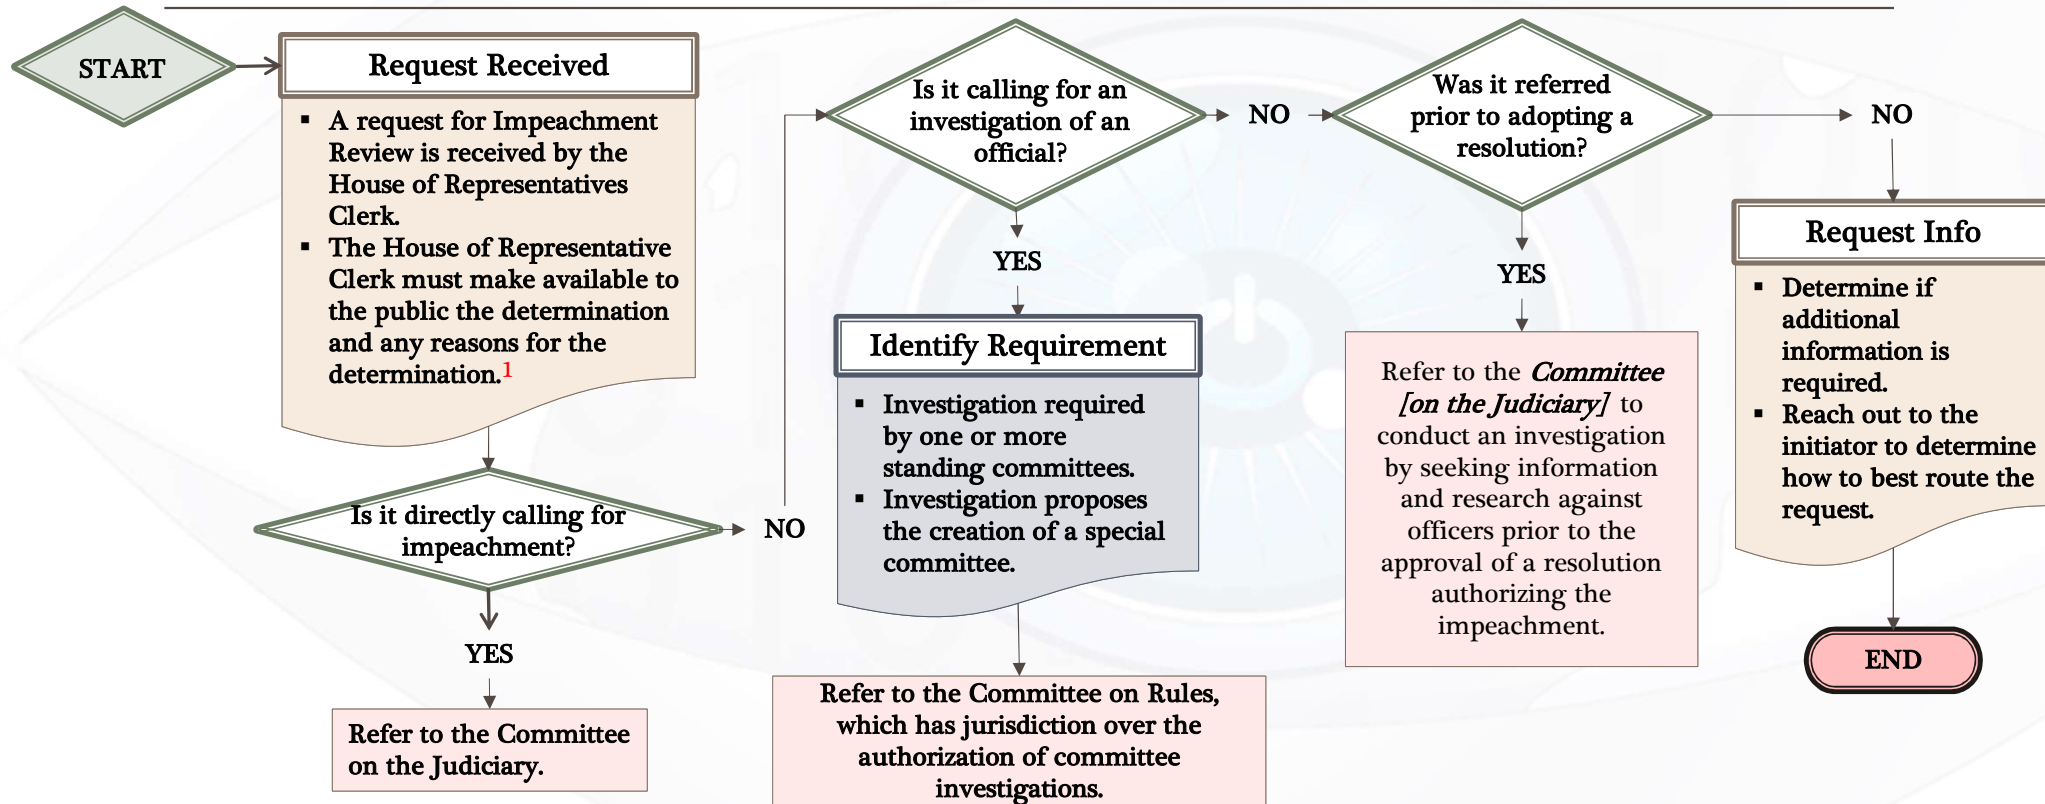 START
Request Received
▪ A request for Impeachment
Review is received by the
House of Representatives
Clerk.
▪ The House of Representative
Clerk must make available to
the public the determination
and any reasons for the
determination.1
Is it directly calling for
impeachment?
YES
Refer to the Committee
on the Judiciary.
NO
Is it calling for an
investigation of an
official?
YES
Identify Requirement
▪ Investigation required
by one or more
standing committees.
▪ Investigation proposes
the creation of a special
committee.
Refer to the Committee on Rules,
which has jurisdiction over the
authorization of committee
investigations.
NO
Was it referred
prior to adopting a
resolution?
YES
Refer to the Committee
[on the Judiciary] to
conduct an investigation
by seeking information
and research against
officers prior to the
approval of a resolution
authorizing the
impeachment.
NO
Request Info
▪ Determine if
additional
information is
required.
▪ Reach out to the
initiator to determine
how to best route the
request.
END